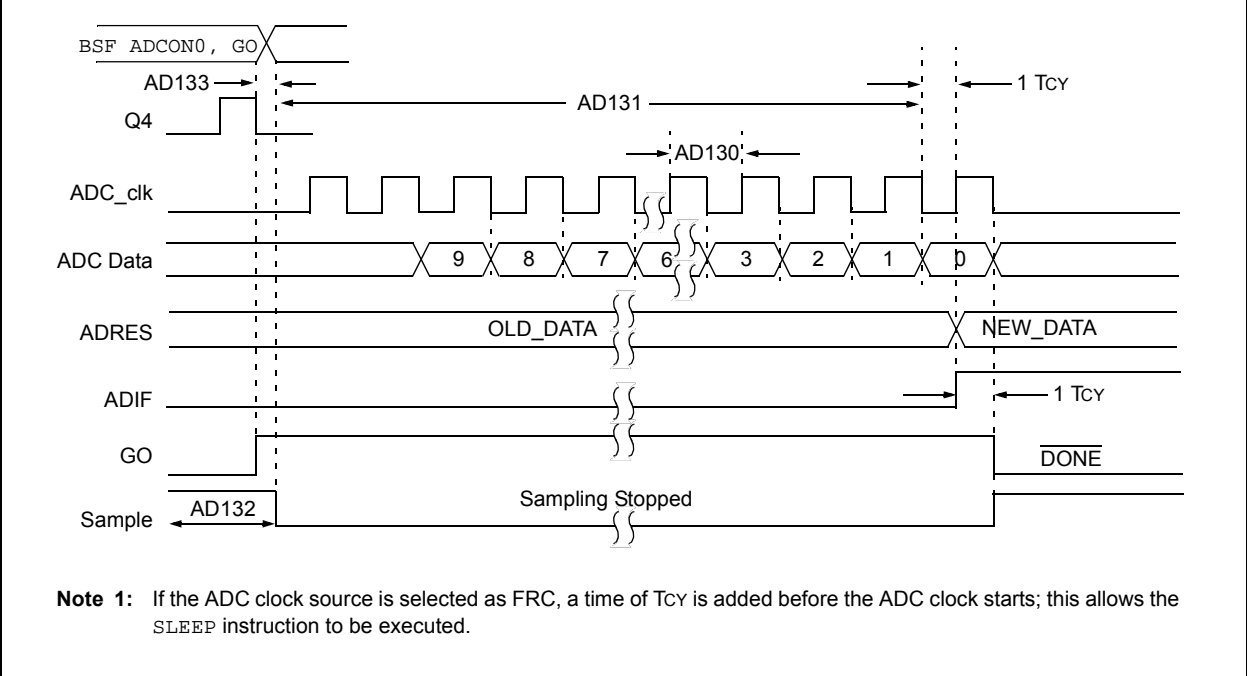 BSF ADCON0, GO
AD133
1 TCY
AD131
Q4
AD130
ADC_clk
ADC Data 9 8 7 6 3 2 1 0
ADRES OLD_DATA NEW_DATA
ADIF 1 TCY
GO DONE
Sample AD132 Sampling Stopped
Note 1: If the ADC clock source is selected as FRC, a time of TCY is added before the ADC clock starts; this allows the
SLEEP instruction to be executed.